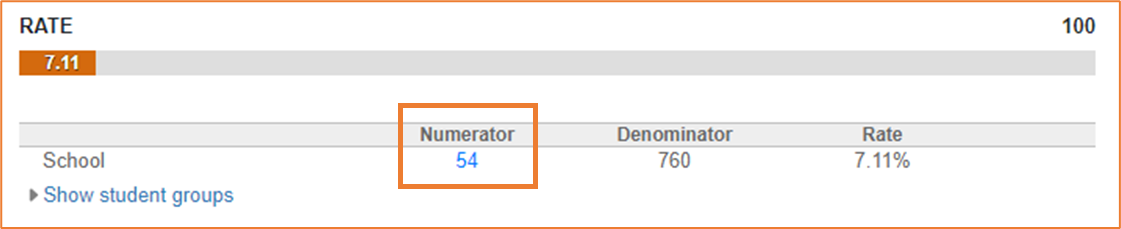 RATE 100
7.11
Numerator Denominator Rate
School 54 760 7.11%
Show student groups